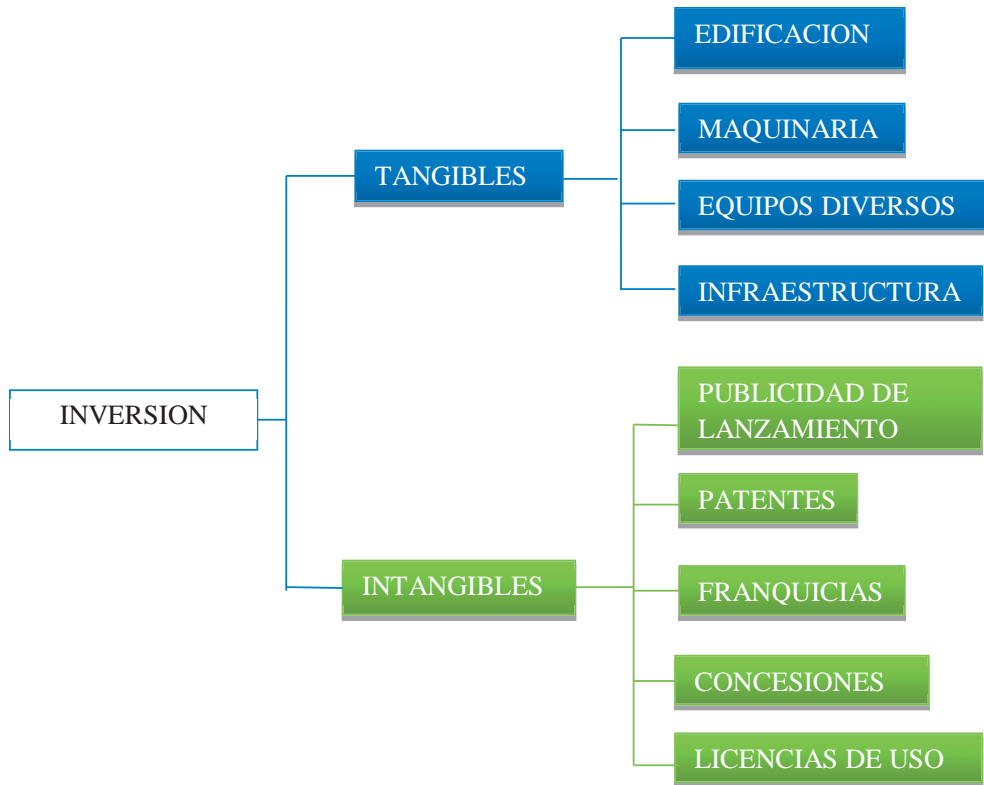 INVERSION
TANGIBLES
EDIFICACION
MAQUINARIA
EQUIPOS DIVERSOS
INFRAESTRUCTURA
INTANGIBLES
PUBLICIDAD DE
LANZAMIENTO
PATENTES
FRANQUICIAS
CONCESIONES
LICENCIAS DE USO